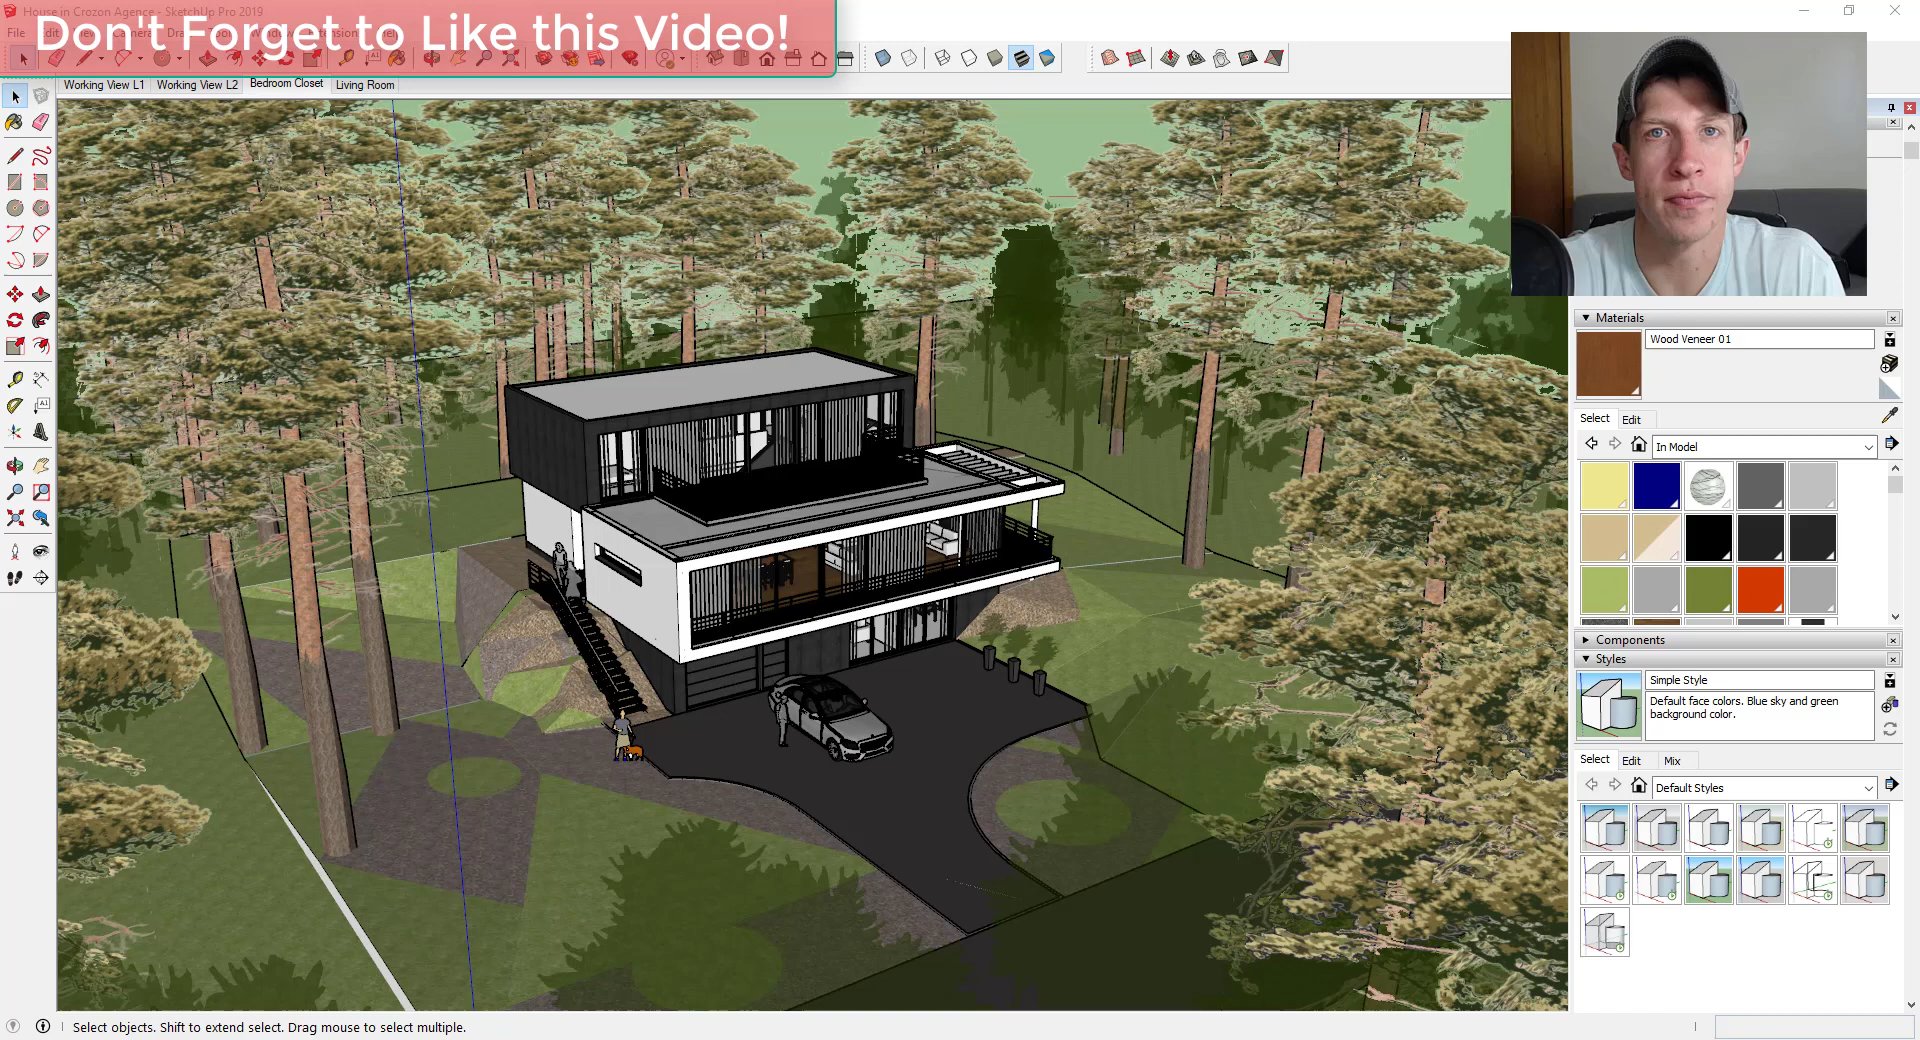 House in Crozon Agence - SketchUp Pro 2019
Don't Forget to Like this Video!
File
Working View L1
Working View L2
Bedroom Closet
Living Room
A1
Materials
Wood Veneer 01
Select
Edit
In Model
Components
Styles
Simple Style
Default face colors. Blue sky and green
background color.
Select
Edit
Mix
Default Styles
Select objects. Shift to extend select. Drag mouse to select multiple.